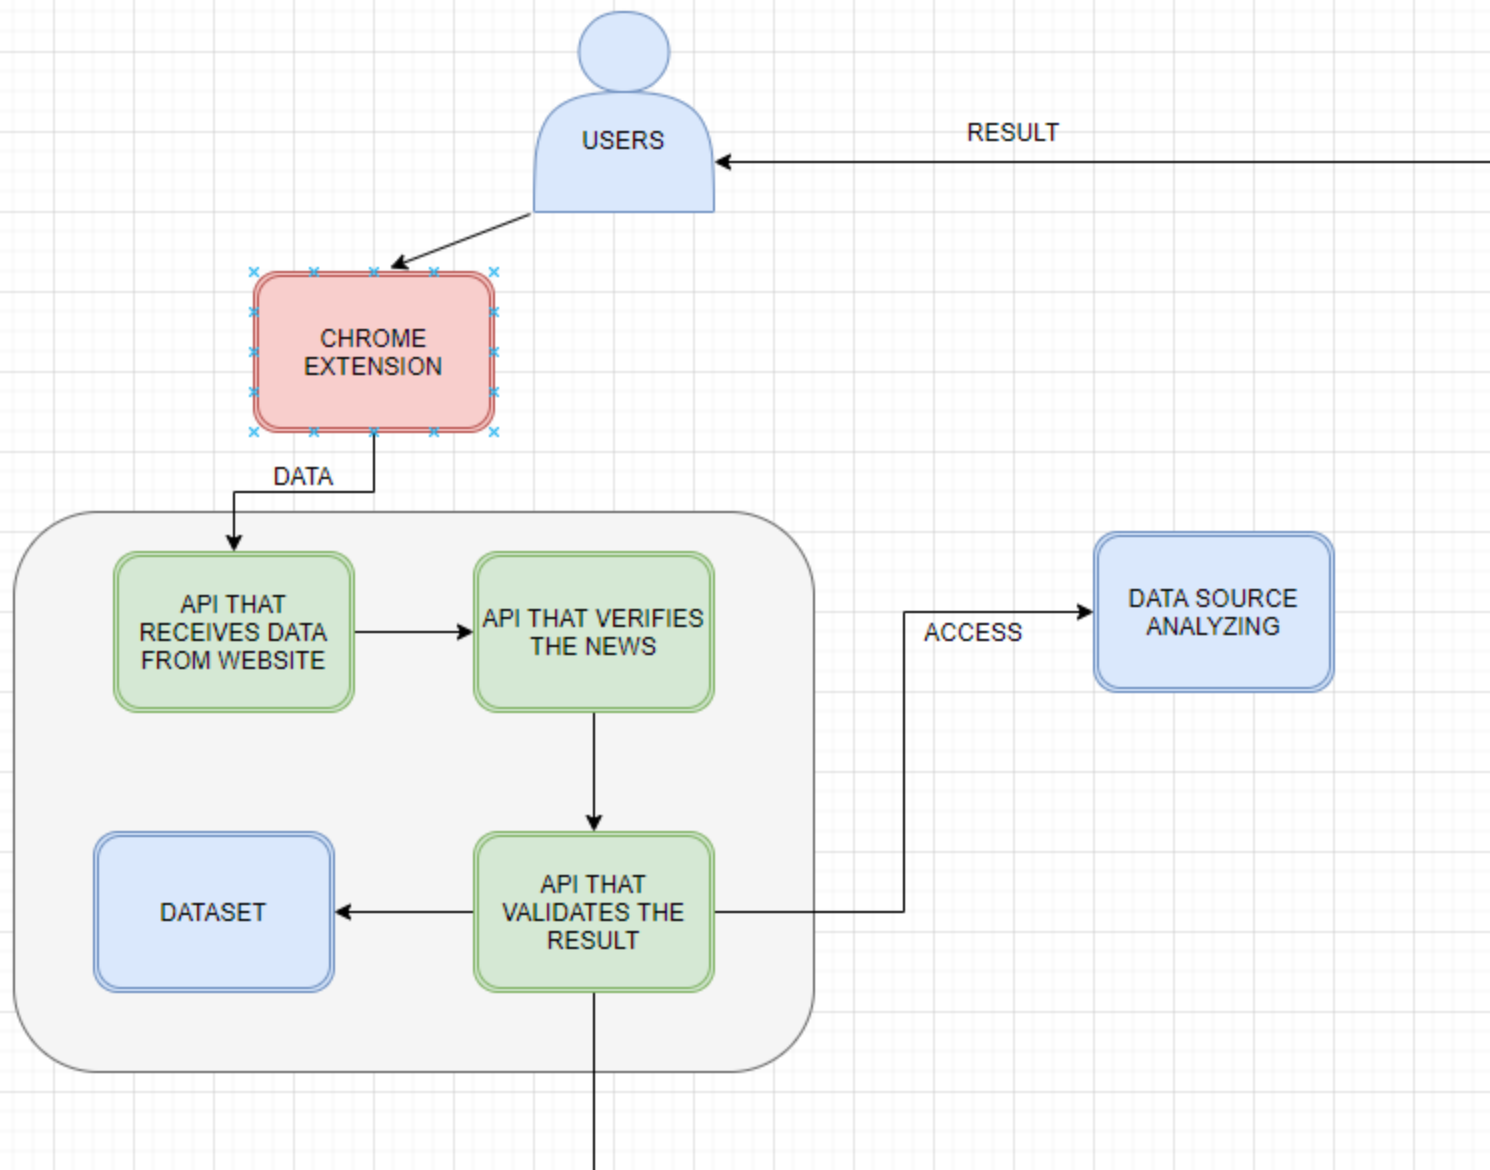 USERS
RESULT
CHROME
EXTENSION
DATA
API THAT
RECEIVES DATA
FROM WEBSITE
API THAT VERIFIES
THE NEWS
ACCESS
DATA SOURCE
ANALYZING
DATASET
API THAT
VALIDATES THE
RESULT